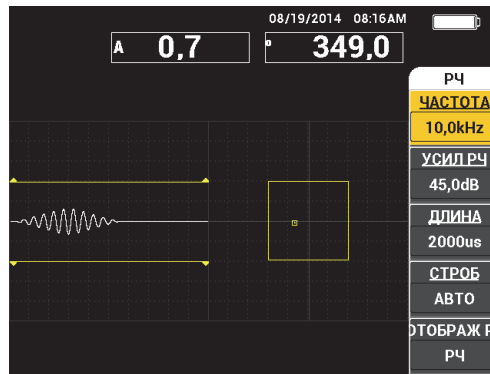 08/19/2014 08:16AM
A 0,7
° 349,0
РЧ
ЧАСТОТА
10,0kHz
УСИЛ РЧ
45,0dB
ДЛИНА
2000us
СТРОБ
АВТО
ОТОБРАЖ Р
РЧ